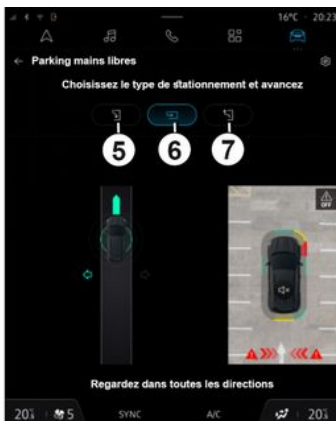 16°C 20:23
← Parking mains libres
Choisissez le type de stationnement et avancez
5 6 7
OFF
Regardez dans toutes les directions
20 5 SYNC A/C 20